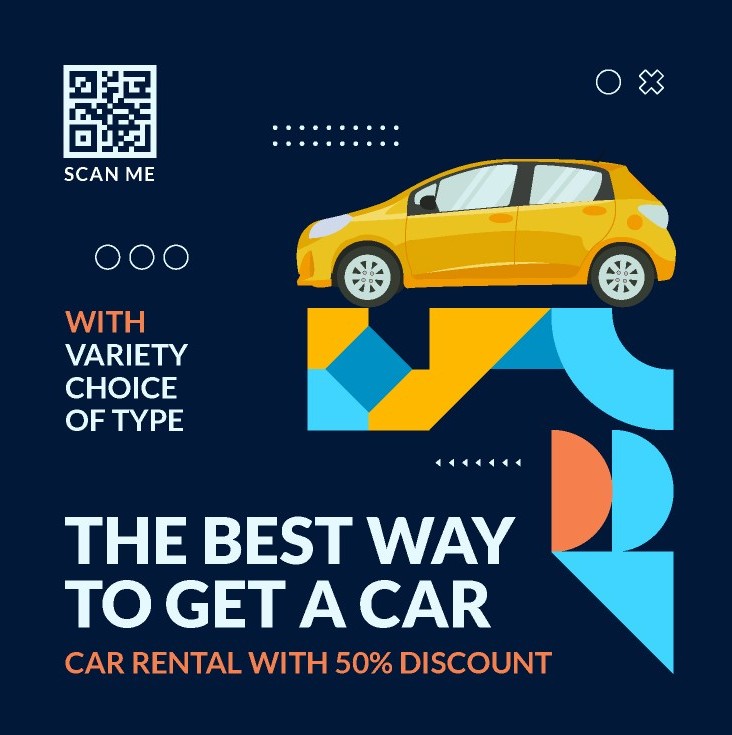 SCAN ME
WITH
VARIETY
CHOICE
OF TYPE
THE BEST WAY
TO GET A CAR
CAR RENTAL WITH 50% DISCOUNT